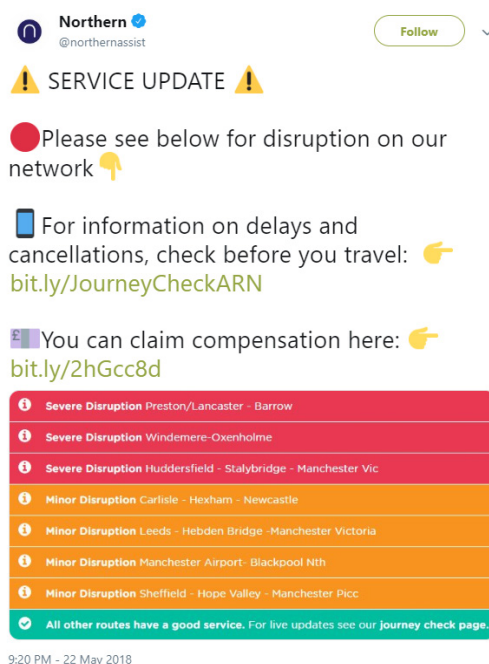 Northern
@northernassist
Follow
⚠️ SERVICE UPDATE ⚠️
🔴Please see below for disruption on our
network👇
📱For information on delays and
cancellations, check before you travel: 👉
bit.ly/JourneyCheckARN
💷You can claim compensation here: 👉
bit.ly/2hGcc8d
Severe Disruption Preston/Lancaster - Barrow
Severe Disruption Windemere-Oxenholme
Severe Disruption Huddersfield - Stalybridge - Manchester Vic
Minor Disruption Carlisle - Hexham - Newcastle
Minor Disruption Leeds - Hebden Bridge -Manchester Victoria
Minor Disruption Manchester Airport- Blackpool Nth
Minor Disruption Sheffield - Hope Valley - Manchester Picc
All other routes have a good service. For live updates see our journey check page.
9:20 PM - 22 May 2018